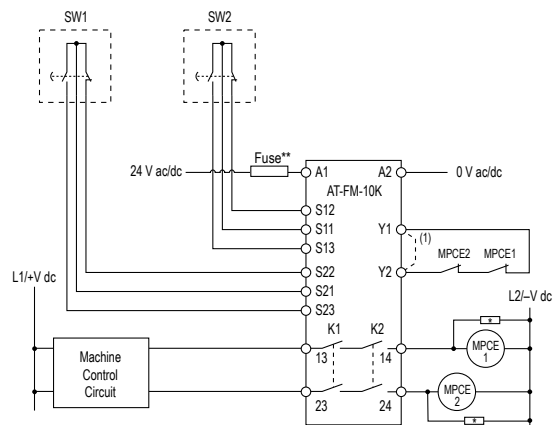 SW1
SW2
24 V ac/dc
Fuse**
A1
A2
0 V ac/dc
AT-FM-10K
S12
S11
Y1
(1)
S13
MPCE2
MPCE1
S22
Y2
S21
L1/+V dc
L2/–V dc
S23
*
K1
K2
13
14
MPCE
1
Machine
Control
Circuit
23
24
MPCE
2
*